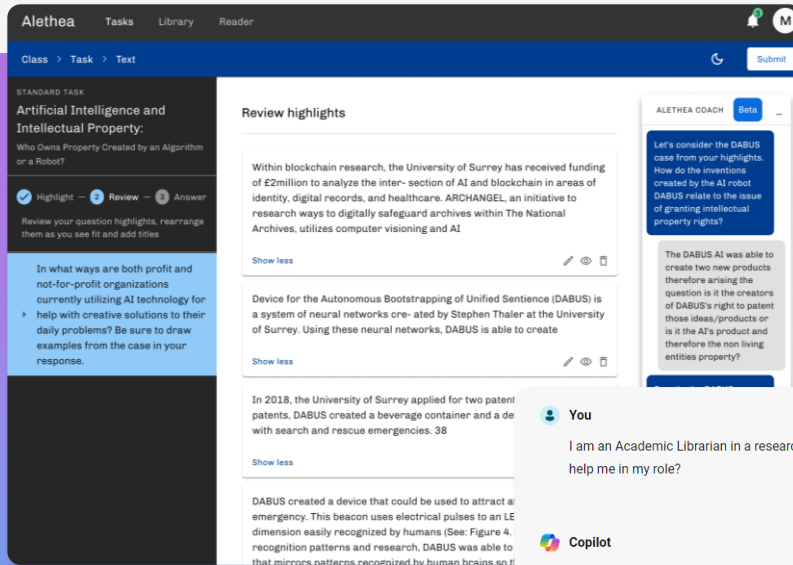 Alethea Tasks Library Reader
3 M
Class > Task > Text
Submit
STANDARD TASK
Artificial Intelligence and
Intellectual Property:
Who Owns Property Created by an Algorithm
or a Robot?
Highlight — 2 Review — 3 Answer
Review your question highlights, rearrange
them as you see fit and add titles
In what ways are both profit and
not-for-profit organizations
currently utilizing AI technology for
help with creative solutions to their
daily problems? Be sure to draw
examples from the case in your
response.
Review highlights
Within blockchain research, the University of Surrey has received funding
of £2million to analyze the inter- section of AI and blockchain in areas of
identity, digital records, and healthcare. ARCHANGEL, an initiative to
research ways to digitally safeguard archives within The National
Archives, utilizes computer visioning and AI
Show less
Device for the Autonomous Bootstrapping of Unified Sentience (DABUS) is
a system of neural networks cre- ated by Stephen Thaler at the University
of Surrey. Using these neural networks, DABUS is able to create
Show less
In 2018, the University of Surrey applied for two patent
patents, DABUS created a beverage container and a de
with search and rescue emergencies. 38
Show less
DABUS created a device that could be used to attract a
emergency. This beacon uses electrical pulses to an LE
dimension easily recognized by humans (See: Figure 4.
recognition patterns and research, DABUS was able to
that mirrors patterns recognized by human brains so
ALETHEA COACH Beta
Let's consider the DABUS
case from your highlights.
How do the inventions
created by the AI robot
DABUS relate to the issue
of granting intellectual
property rights?
The DABUS AI was able to
create two new products
therefore arising the
question is it the creators
of DABUS's right to patent
those ideas/products or
is it the AI's product and
therefore the non living
entities property?
You
I am an Academic Librarian in a researc
help me in my role?
Copilot